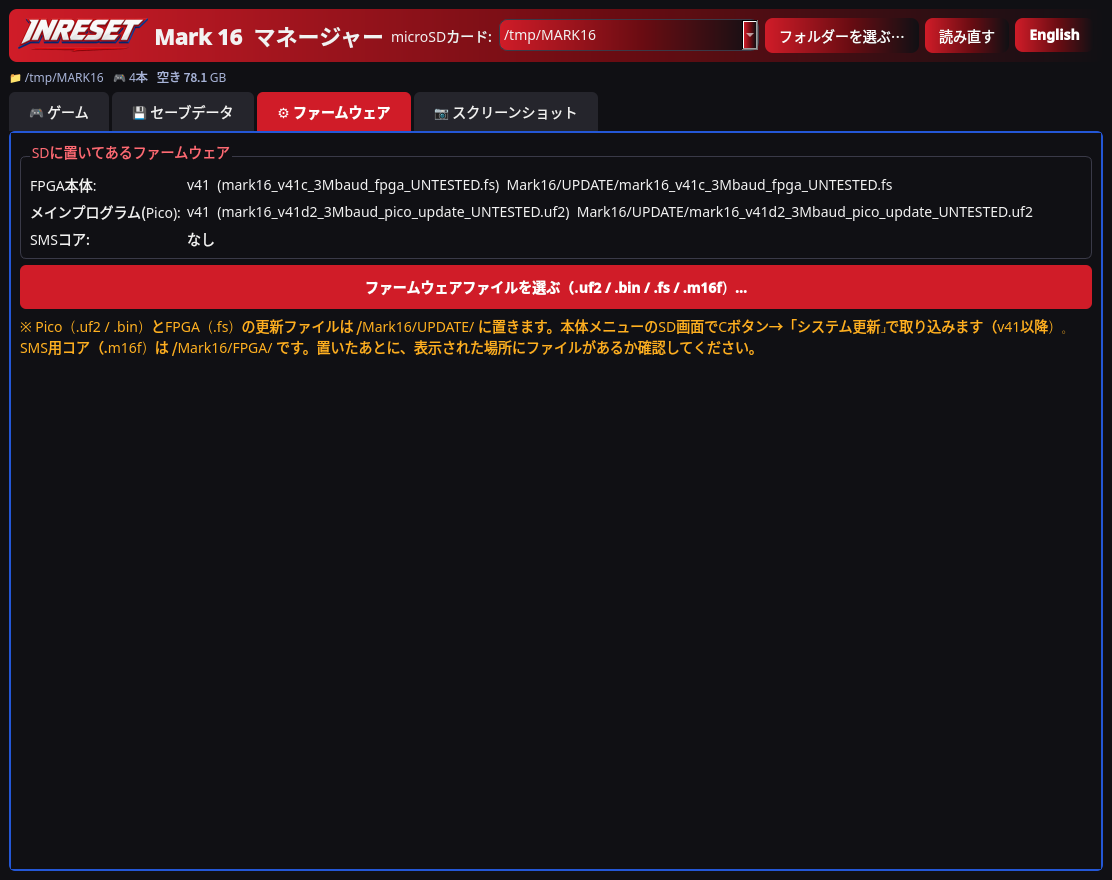 INRESET Mark 16 マネージャー microSDカード: /tmp/MARK16 フォルダーを選ぶ… 読み直す English
📁 /tmp/MARK16 🎮 4本 空き 78.1 GB
🎮 ゲーム 💾 セーブデータ ⚙ ファームウェア 📷 スクリーンショット
SDに置いてあるファームウェア
FPGA本体: v41 (mark16_v41c_3Mbaud_fpga_UNTESTED.fs) Mark16/UPDATE/mark16_v41c_3Mbaud_fpga_UNTESTED.fs
メインプログラム(Pico): v41 (mark16_v41d2_3Mbaud_pico_update_UNTESTED.uf2) Mark16/UPDATE/mark16_v41d2_3Mbaud_pico_update_UNTESTED.uf2
SMSコア: なし
ファームウェアファイルを選ぶ（.uf2 / .bin / .fs / .m16f）…
※ Pico（.uf2 / .bin）とFPGA（.fs）の更新ファイルは /Mark16/UPDATE/ に置きます。本体メニューのSD画面でCボタン→「システム更新」で取り込みます（v41以降）。
SMS用コア（.m16f）は /Mark16/FPGA/ です。置いたあとに、表示された場所にファイルがあるか確認してください。